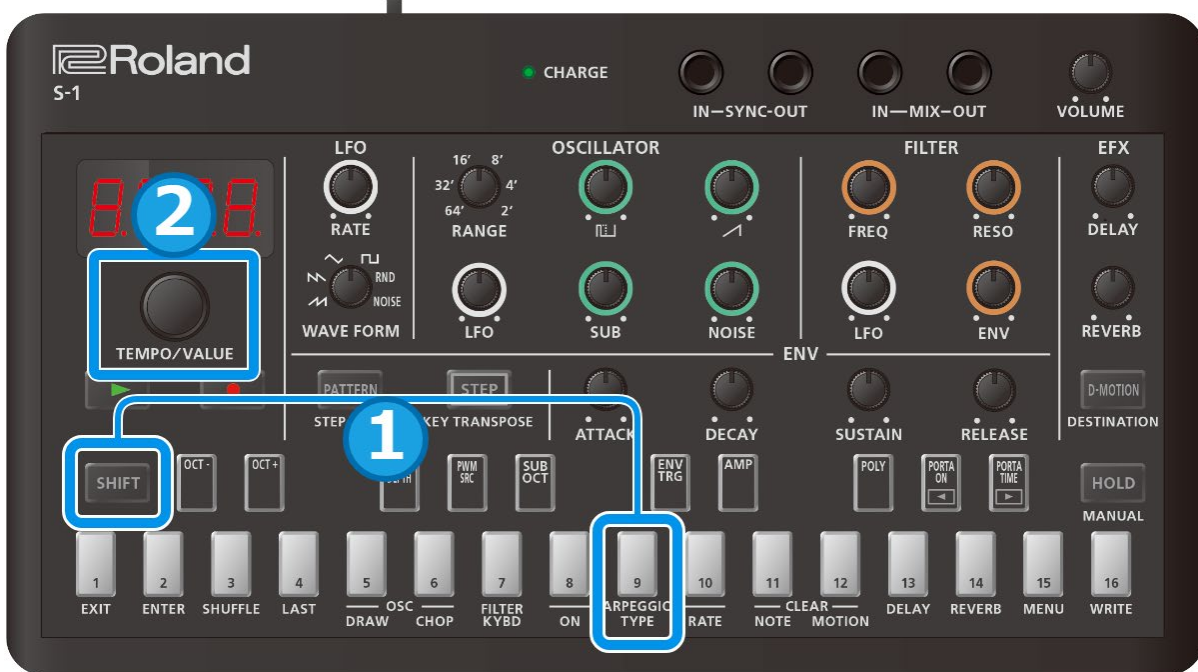 Roland
S-1
CHARGE
IN-SYNC-OUT
IN-MIX-OUT
VOLUME
2
TEMPO/VALUE
LFO
RATE
RND
NOISE
WAVE FORM
OSCILLATOR
16' 8'
32' 4'
64' 2'
RANGE
LFO
SUB
NOISE
FILTER
FREQ
RESO
LFO
ENV
EFX
DELAY
REVERB
ENV
PATTERN
STEP
STEP
KEY TRANSPOSE
1
ATTACK
DECAY
SUSTAIN
RELEASE
D-MOTION
DESTINATION
SHIFT
OCT -
OCT +
PWM
SRC
SUB
OCT
ENV
TRG
AMP
POLY
PORTA
ON
PORTA
TIME
HOLD
MANUAL
1 2 3 4 5 6 7 8 9 10 11 12 13 14 15 16
EXIT
ENTER
SHUFFLE
LAST
OSC
DRAW
CHOP
FILTER
KYBD
ARPEGGIO
ON
TYPE
RATE
CLEAR
NOTE
MOTION
DELAY
REVERB
MENU
WRITE